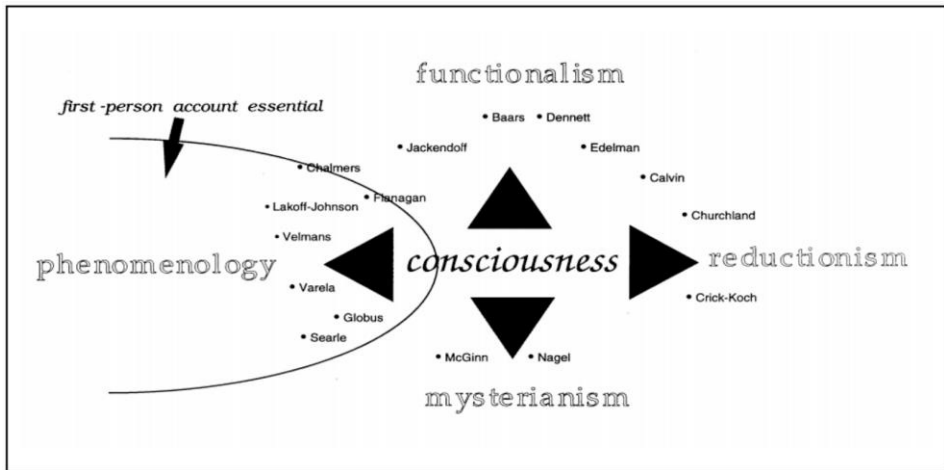 functionalism
first-person account essential
• Baars
• Dennett
• Jackendoff
• Edelman
• Chalmers
• Calvin
• Flanagan
• Lakoff-Johnson
• Churchland
• Velmans
phenomenology
consciousness
reductionism
• Varela
• Crick-Koch
• Globus
• Searle
• McGinn
• Nagel
mysterianism